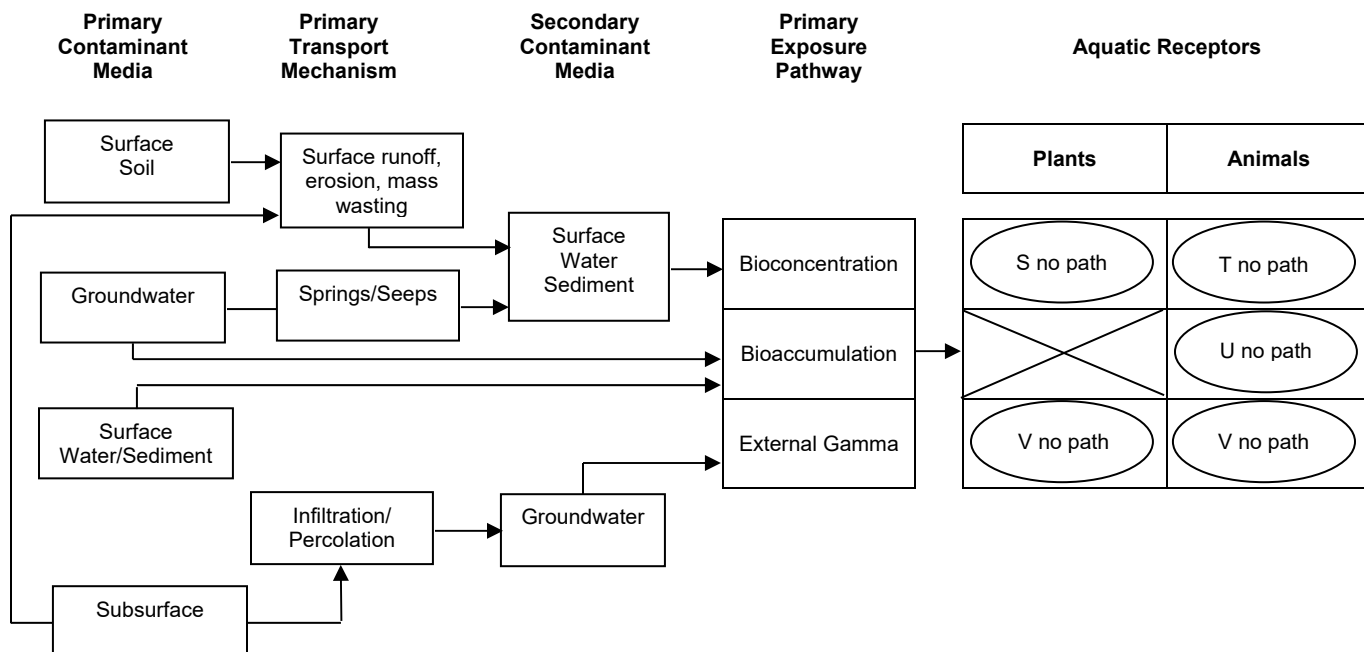 Primary
Contaminant
Media
Primary
Transport
Mechanism
Secondary
Contaminant
Media
Primary
Exposure
Pathway
Aquatic Receptors
Surface
Soil
Surface runoff,
erosion, mass
wasting
Plants
Animals
Surface
Water
Sediment
Bioconcentration
S no path
T no path
Groundwater
Springs/Seeps
Bioaccumulation
U no path
Surface
Water/Sediment
External Gamma
V no path
V no path
Infiltration/
Percolation
Groundwater
Subsurface